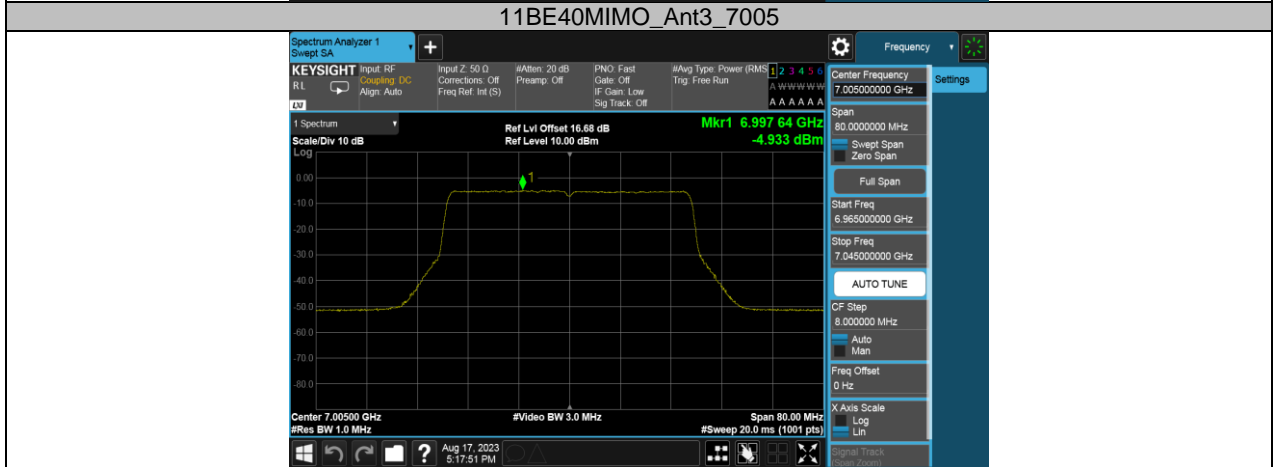 11BE40MIMO_Ant3_7005
Spectrum Analyzer 1
Swept SA
Frequency
KEYSIGHT
RL
LXI
Input: RF
Coupling: DC
Align: Auto
Input Z: 50 Ω
Corrections: Off
Freq Ref: Int (S)
#Atten: 20 dB
Preamp: Off
PNO: Fast
Gate: Off
IF Gain: Low
Sig Track: Off
#Avg Type: Power (RMS
Trig: Free Run
1 2 3 4 5 6
A W W W W W
A A A A A A
Center Frequency
7.005000000 GHz
Settings
1 Spectrum
Scale/Div 10 dB
Ref Lvl Offset 16.68 dB
Ref Level 10.00 dBm
Mkr1 6.997 64 GHz
-4.933 dBm
Log
1
0.00
-10.0
-20.0
-30.0
-40.0
-50.0
-60.0
-70.0
-80.0
Span
80.0000000 MHz
Swept Span
Zero Span
Full Span
Start Freq
6.965000000 GHz
Stop Freq
7.045000000 GHz
AUTO TUNE
CF Step
8.000000 MHz
Auto
Man
Freq Offset
0 Hz
X Axis Scale
Log
Lin
Signal Track
(Span Zoom)
Center 7.00500 GHz
#Video BW 3.0 MHz
Span 80.00 MHz
#Res BW 1.0 MHz
#Sweep 20.0 ms (1001 pts)
?
Aug 17, 2023
5:17:51 PM